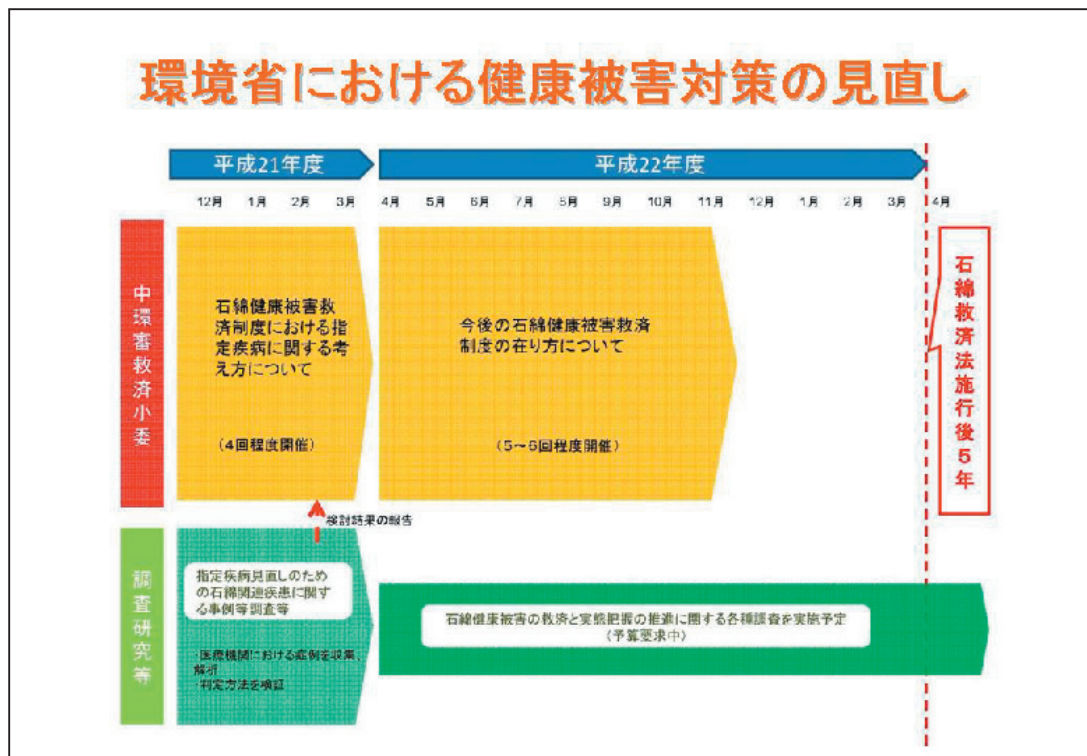 環境省における健康被害対策の見直し
平成21年度
平成22年度
12月 1月 2月 3月 4月 5月 6月 7月 8月 9月 10月 11月 12月 1月 2月 3月 4月
中環審救済小委
石綿健康被害救
済制度における指
定疾病に関する考
え方について
(4回程度開催)
今後の石綿健康被害救済
制度の在り方について
(5~6回程度開催)
石綿救済法施行後5年
検討結果の報告
調査研究等
指定疾病見直しのため
の石綿関連疾患に関す
る事例等調査等
・医療機関における症例を収集、
解析
・判定方法を検証
石綿健康被害の救済と実態把握の推進に関する各種調査を実施予定
(予算要求中)